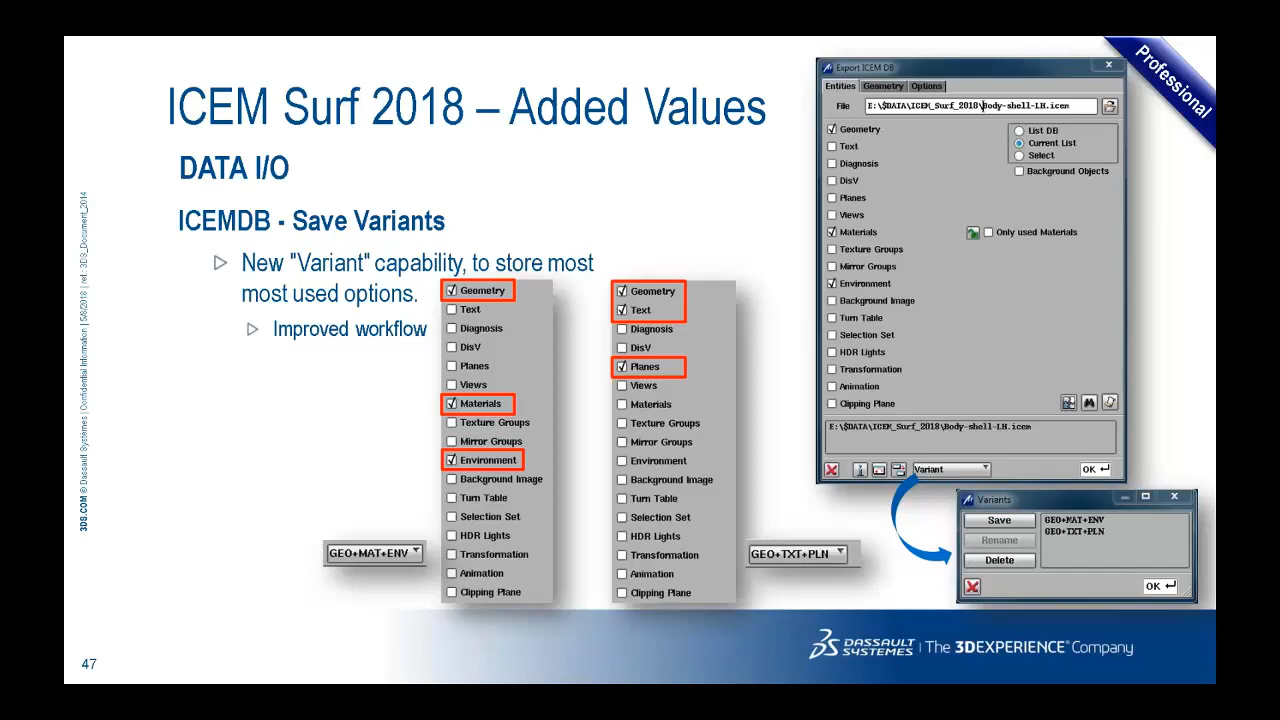 Professional
ICEM Surf 2018 – Added Values
DATA I/O
ICEMDB - Save Variants
New "Variant" capability, to store most
most used options.
Improved workflow
Geometry
Text
Diagnosis
DisV
Planes
Views
Materials
Texture Groups
Mirror Groups
Environment
Background Image
Turn Table
Selection Set
HDR Lights
Transformation
Animation
Clipping Plane
GEO+MAT+ENV
Geometry
Text
Diagnosis
DisV
Planes
Views
Materials
Texture Groups
Mirror Groups
Environment
Background Image
Turn Table
Selection Set
HDR Lights
Transformation
Animation
Clipping Plane
GEO+TXT+PLN
Export ICEM DB
Entities Geometry Options
File E:\$DATA\ICEM_Surf_2018\Body-shell-LH.icem
Geometry
Text
Diagnosis
DisV
Planes
Views
Materials
Texture Groups
Mirror Groups
Environment
Background Image
Turn Table
Selection Set
HDR Lights
Transformation
Animation
Clipping Plane
List DB
Current List
Select
Background Objects
Only used Materials
E:\$DATA\ICEM_Surf_2018\Body-shell-LH.icem
Variant
OK
Variants
Save
Rename
Delete
GEO+MAT+ENV
GEO+TXT+PLN
OK
3DS.COM © Dassault Systèmes | Confidential Information | 5/8/2018 | ref.: 3DS_Document_2014
47
DASSAULT SYSTEMES | The 3DEXPERIENCE® Company